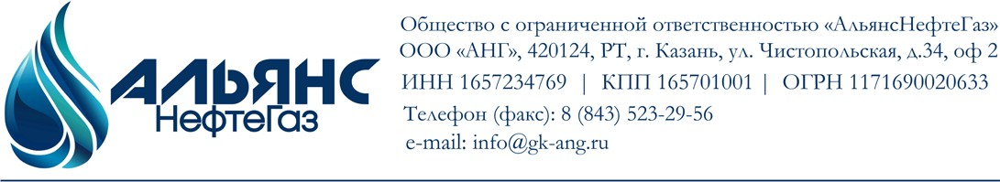 АЛЬЯНС
НефтеГаз
Общество с ограниченной ответственностью «АльянсНефтеГаз»
ООО «АНГ», 420124, РТ, г. Казань, ул. Чистопольская, д.34, оф 2
ИНН 1657234769 | КПП 165701001 | ОГРН 1171690020633
Телефон (факс): 8 (843) 523-29-56
e-mail: info@gk-ang.ru